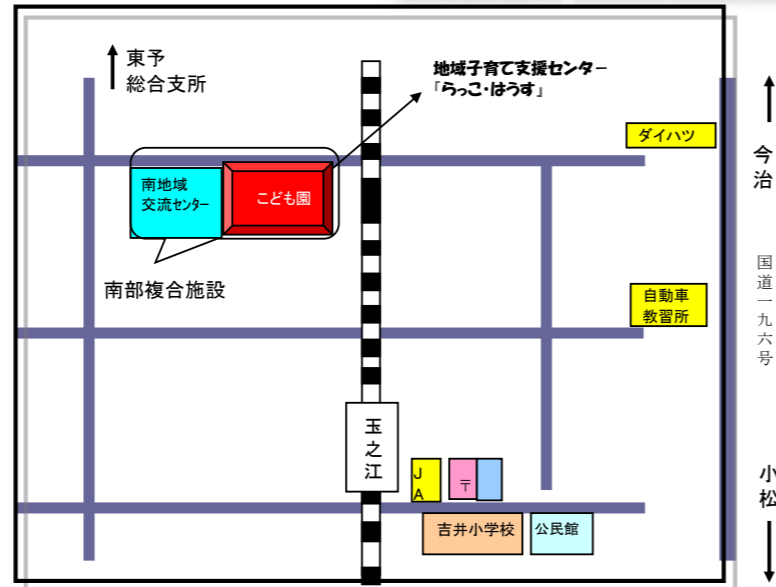 東予
総合支所
地域子育て支援センター
『らっこ・はうす』
ダイハツ
今治
南地域
交流センター
こども園
南部複合施設
国道一九六号
自動車
教習所
玉之江
JA
〒
吉井小学校
公民館
小松